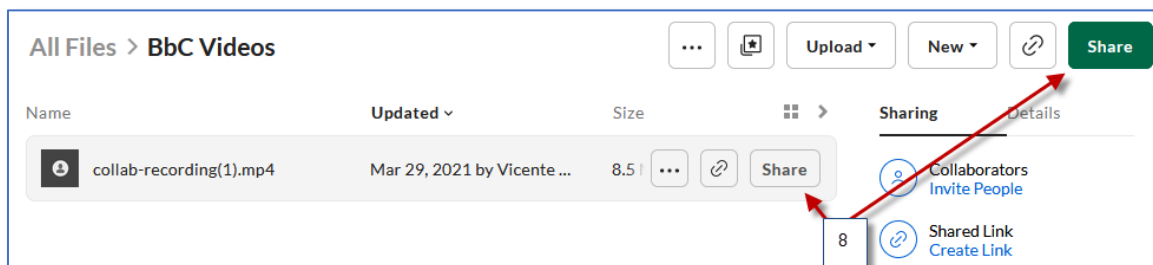 All Files > BbC Videos
... Upload New Share
Name Updated Size
Sharing Details
collab-recording(1).mp4 Mar 29, 2021 by Vicente ... 8.5 ... Share
Collaborators
Invite People
8
Shared Link
Create Link